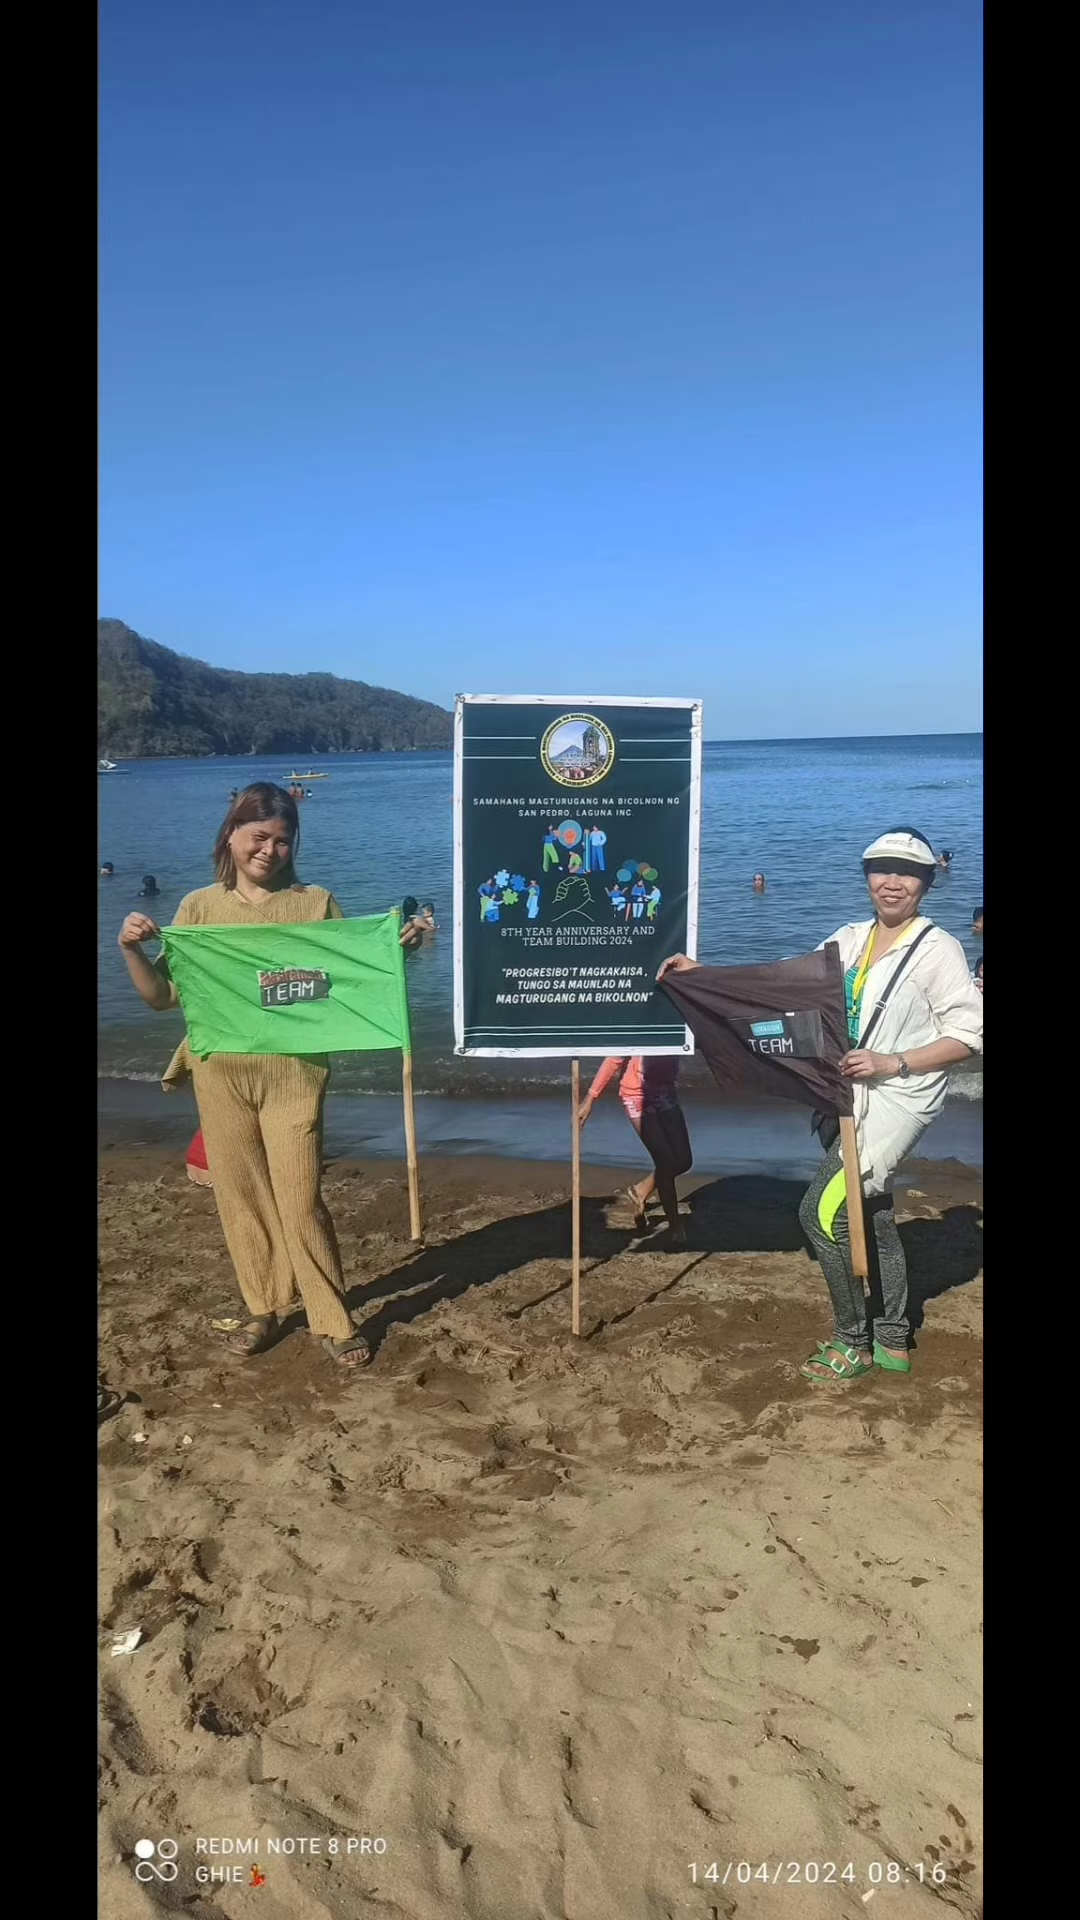 SAMAHANG MAGTURUGANG NA BICOLNON NG
SAN PEDRO, LAGUNA INC.
8TH YEAR ANNIVERSARY AND
TEAM BUILDING 2024
"PROGRESIBO'T NAGKAKAISA,
TUNGO SA MAUNLAD NA
MAGTURUGANG NA BIKOLNON"
TEAM
DRAGON
TEAM
REDMI NOTE 8 PRO
GHIE💃
14/04/2024 08:16